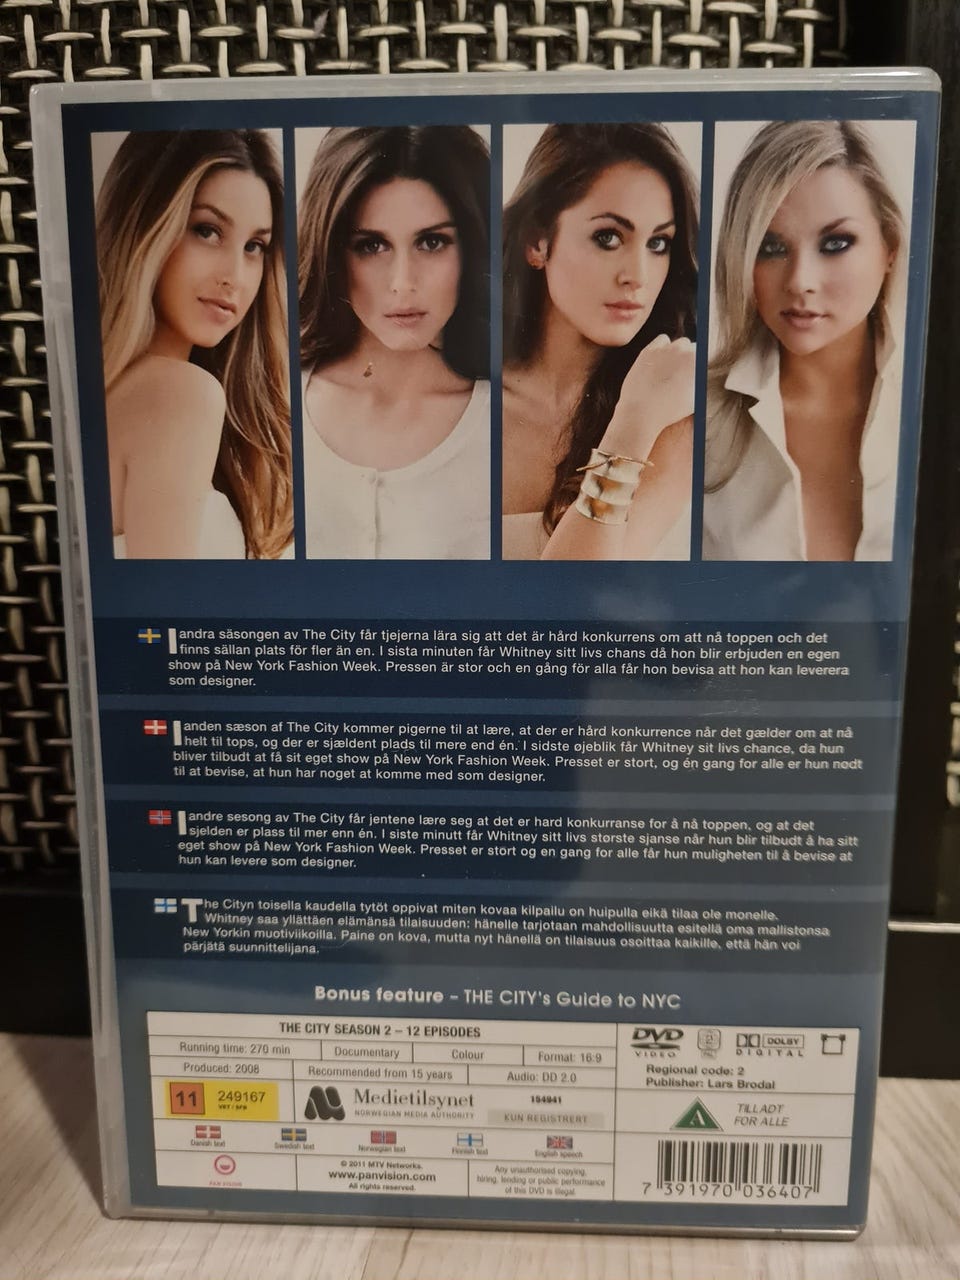 I andra säsongen av The City får tjejerna lära sig att det är hård konkurrens om att nå toppen och det
finns sällan plats för fler än en. I sista minuten får Whitney sitt livs chans då hon blir erbjuden en egen
show på New York Fashion Week. Pressen är stor och en gång för alla får hon bevisa att hon kan leverera
som designer.
I anden sæson af The City kommer pigerne til at lære, at der er hård konkurrence når det gælder om at nå
helt til tops, og der er sjældent plads til mere end én. I sidste øjeblik får Whitney sit livs chance, da hun
bliver tilbudt at få sit eget show på New York Fashion Week. Presset er stort, og én gang for alle er hun nødt
til at bevise, at hun har noget at komme med som designer.
I andre sesong av The City får jentene lære seg at det er hard konkurranse for å nå toppen, og at det
sjelden er plass til mer enn én. I siste minutt får Whitney sitt livs største sjanse når hun blir tilbudt å ha sitt
eget show på New York Fashion Week. Presset er stort og en gang for alle får hun muligheten til å bevise at
hun kan levere som designer.
The Cityn toisella kaudella tytöt oppivat miten kovaa kilpailu on huipulla eikä tilaa ole monelle.
Whitney saa yllättäen elämänsä tilaisuuden: hänelle tarjotaan mahdollisuutta esitellä oma mallistonsa
New Yorkin muotiviikoilla. Paine on kova, mutta nyt hänellä on tilaisuus osoittaa kaikille, että hän voi
pärjätä suunnittelijana.
Bonus feature – THE CITY's Guide to NYC
THE CITY SEASON 2 – 12 EPISODES
Running time: 270 min Documentary Colour Format: 16:9
Produced: 2008 Recommended from 15 years Audio: DD 2.0
11 249167
VET / SFB
Medietilsynet
NORWEGIAN MEDIA AUTHORITY
154941
KUN REGISTRERT
Danish text Swedish text Norwegian text Finnish text English speech
PAN VISION
© 2011 MTV Networks.
www.panvision.com
All rights reserved.
Any unauthorised copying,
hiring, lending or public performance
of this DVD is illegal.
DVD
VIDEO
2
DOLBY
DIGITAL
Regional code: 2
Publisher: Lars Brodal
A
TILLADT
FOR ALLE
7 391970 036407